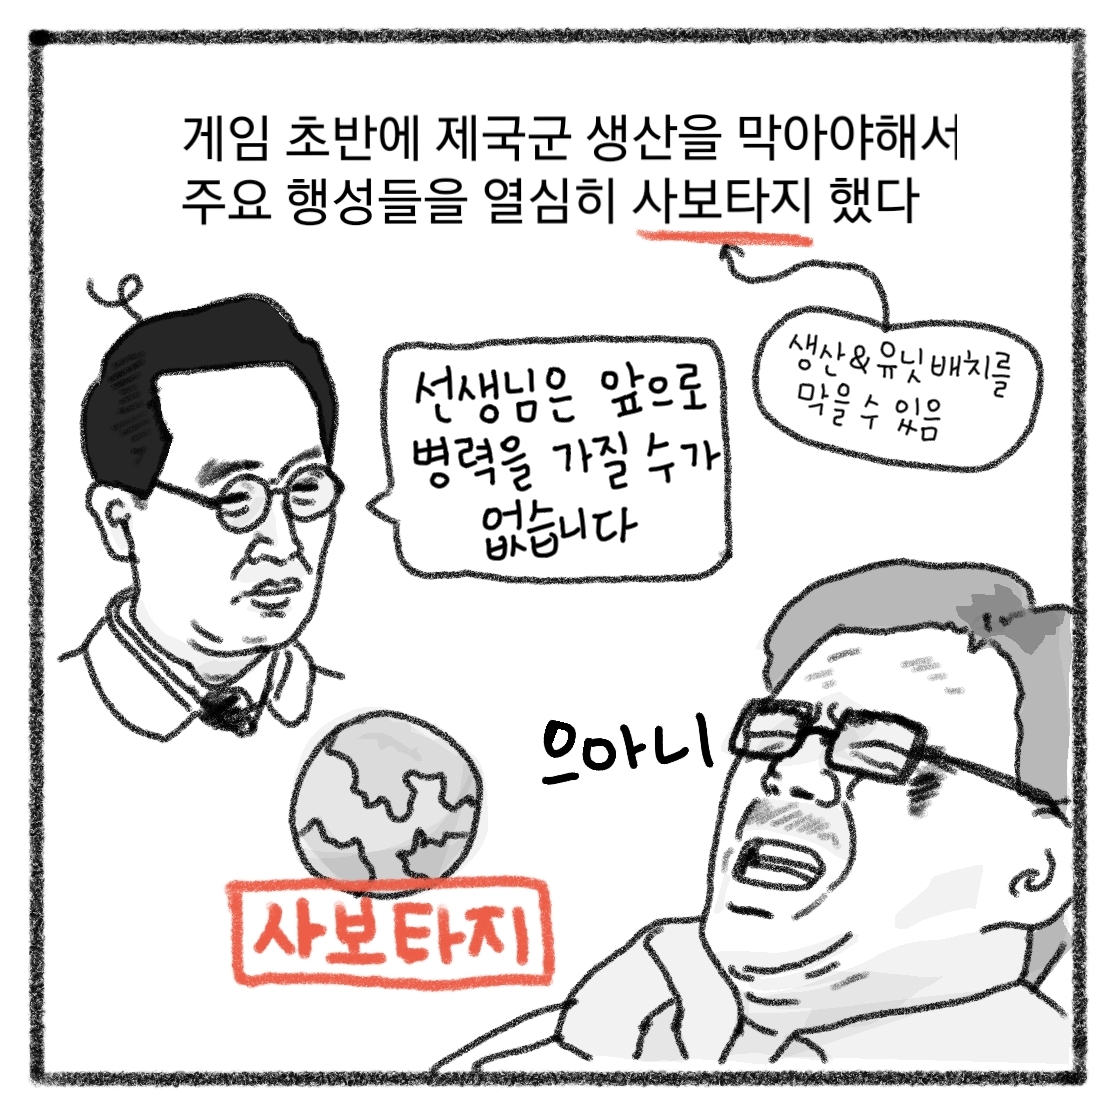 게임 초반에 제국군 생산을 막아야해서
주요 행성들을 열심히 사보타지 했다
생산&유닛 배치를
막을 수 있음
선생님은 앞으로
병력을 가질 수가
없습니다
으아니
사보타지